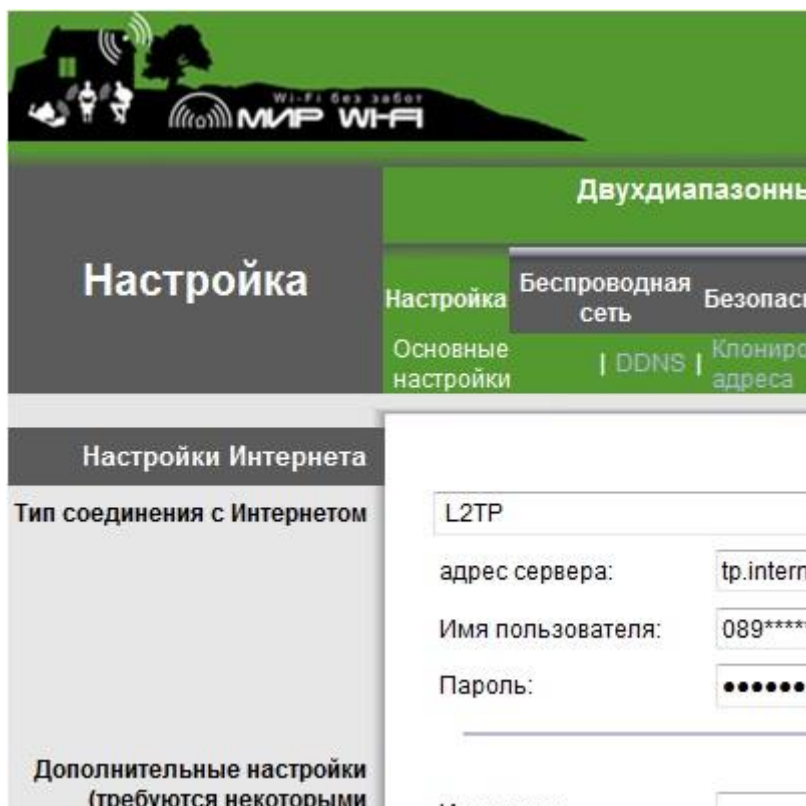 Wi-Fi без забот
МИР WI-FI
Двухдиапазонны
Настройка
Настройка
Беспроводная
сеть
Безопасн
Основные
настройки
| DDNS |
Клониро
адреса
Настройки Интернета
Тип соединения с Интернетом
L2TP
адрес сервера:
tp.intern
Имя пользователя:
089*****
Пароль:
••••••
Дополнительные настройки
(требуются некоторыми